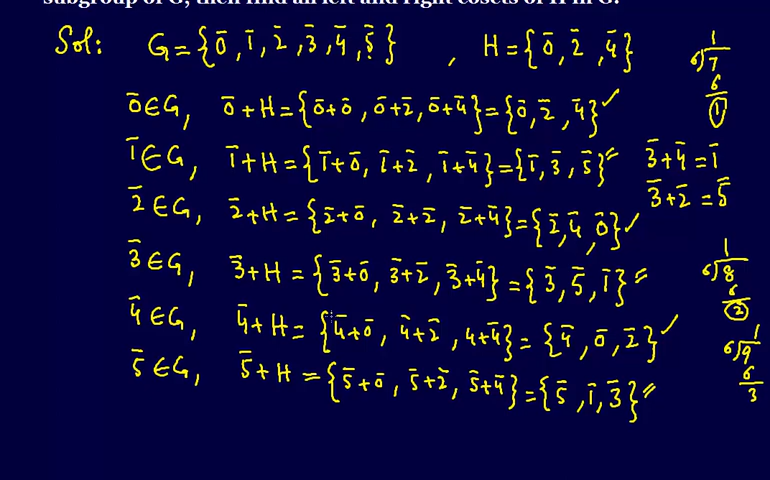 subgroup of G, then find all left and right cosets of H in G.
Sol: G = {0̄, 1̄, 2̄, 3̄, 4̄, 5̄}, H = {0̄, 2̄, 4̄}
0̄ ∈ G, 0̄ + H = {0̄+0̄, 0̄+2̄, 0̄+4̄} = {0̄, 2̄, 4̄} ✓
1̄ ∈ G, 1̄ + H = {1̄+0̄, 1̄+2̄, 1̄+4̄} = {1̄, 3̄, 5̄}
2̄ ∈ G, 2̄ + H = {2̄+0̄, 2̄+2̄, 2̄+4̄} = {2̄, 4̄, 0̄} ✓
3̄ ∈ G, 3̄ + H = {3̄+0̄, 3̄+2̄, 3̄+4̄} = {3̄, 5̄, 1̄}
4̄ ∈ G, 4̄ + H = {4̄+0̄, 4̄+2̄, 4+4̄} = {4̄, 0̄, 2̄} ✓
5̄ ∈ G, 5̄ + H = {5̄+0̄, 5̄+2̄, 5̄+4̄} = {5̄, 1̄, 3̄}
1
6)7
6
1
3̄+4̄ = 1̄
3̄+2̄ = 5̄
1
6)8
6
2
1
6)9
6
3